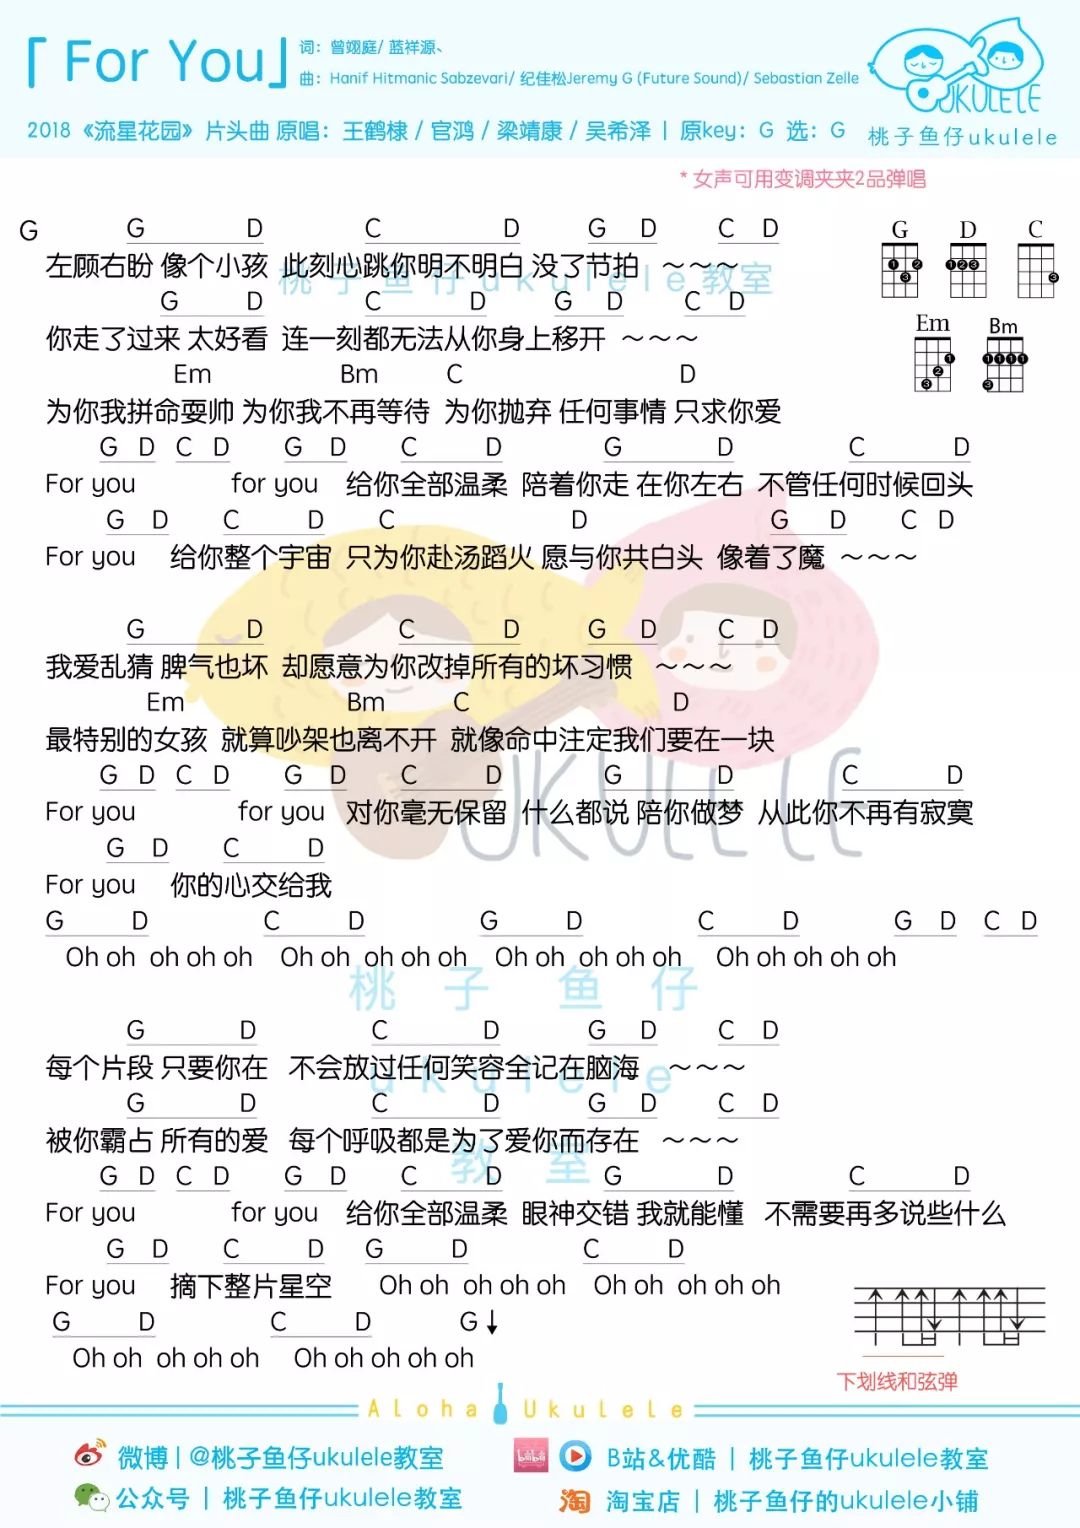 「For You」
词：曾翊庭/ 蓝祥源、
曲：Hanif Hitmanic Sabzevari/ 纪佳松Jeremy G (Future Sound)/ Sebastian Zelle
UKULELE
2018 《流星花园》 片头曲 原唱：王鹤棣 / 官鸿 / 梁靖康 / 吴希泽 | 原key：G 选：G
桃子鱼仔ukulele
* 女声可用变调夹夹2品弹唱
G G D C D G D C D
左顾右盼 像个小孩 此刻心跳你明不明白 没了节拍 ～～～
G D C D G D C D
你走了过来 太好看 连一刻都无法从你身上移开 ～～～
G D C
Em Bm
Em Bm C D
为你我拼命耍帅 为你我不再等待 为你抛弃 任何事情 只求你爱
G D C D G D C D G D C D
For you for you 给你全部温柔 陪着你走 在你左右 不管任何时候回头
G D C D C D G D C D
For you 给你整个宇宙 只为你赴汤蹈火 愿与你共白头 像着了魔 ～～～
G D C D G D C D
我爱乱猜 脾气也坏 却愿意为你改掉所有的坏习惯 ～～～
Em Bm C D
最特别的女孩 就算吵架也离不开 就像命中注定我们要在一块
G D C D G D C D G D C D
For you for you 对你毫无保留 什么都说 陪你做梦 从此你不再有寂寞
G D C D
For you 你的心交给我
G D C D G D C D G D C D
Oh oh oh oh oh Oh oh oh oh oh Oh oh oh oh oh Oh oh oh oh oh
G D C D G D C D
每个片段 只要你在 不会放过任何笑容全记在脑海 ～～～
G D C D G D C D
被你霸占 所有的爱 每个呼吸都是为了爱你而存在 ～～～
G D C D G D C D G D C D
For you for you 给你全部温柔 眼神交错 我就能懂 不需要再多说些什么
G D C D G D C D
For you 摘下整片星空 Oh oh oh oh oh Oh oh oh oh oh
G D C D G↓
Oh oh oh oh oh Oh oh oh oh oh
下划线和弦弹
桃子鱼仔ukulele教室
UKULELE
桃子鱼仔
ukulele
教室
Aloha Ukulele
微博 | @桃子鱼仔ukulele教室
bilibili
B站&优酷 | 桃子鱼仔ukulele教室
公众号 | 桃子鱼仔ukulele教室
淘 淘宝店 | 桃子鱼仔的ukulele小铺